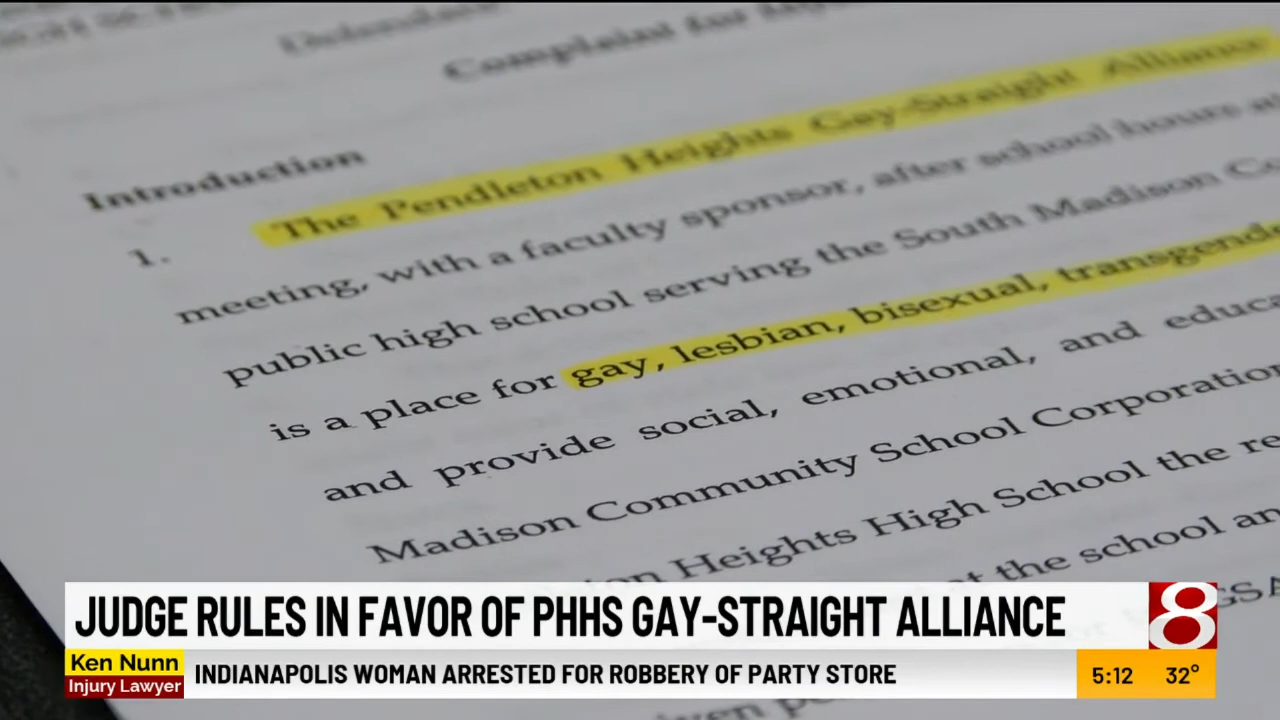 Defendant
Complaint for
Introduction
1. The Pendleton Heights Gay-Straight Alliance
meeting, with a faculty sponsor, after school hours
public high school serving the South Madison
is a place for gay, lesbian, bisexual,
and provide social, emotional, and
Madison Community School
Heights High School the
the school
JUDGE RULES IN FAVOR OF PHHS GAY-STRAIGHT ALLIANCE
8
Ken Nunn
Injury Lawyer
INDIANAPOLIS WOMAN ARRESTED FOR ROBBERY OF PARTY STORE
5:12 32°